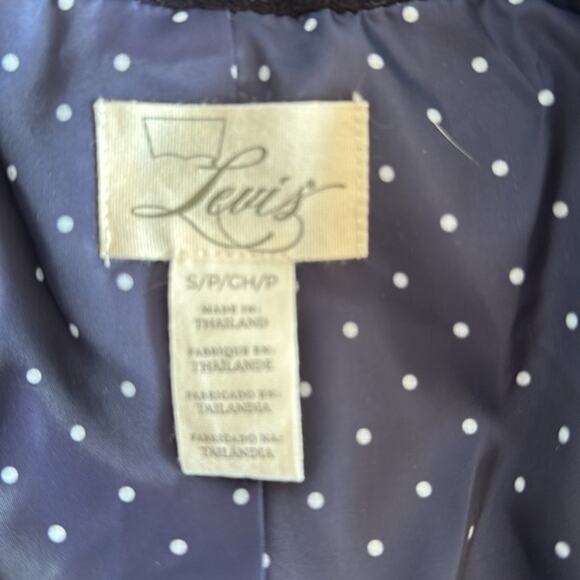 Levi's
S/P/CH/P
MADE IN:
THAILAND
FABRIQUE EN:
THAILANDE
FABRICADO EN:
TAILANDIA
FABRICADO NA:
TAILÂNDIA